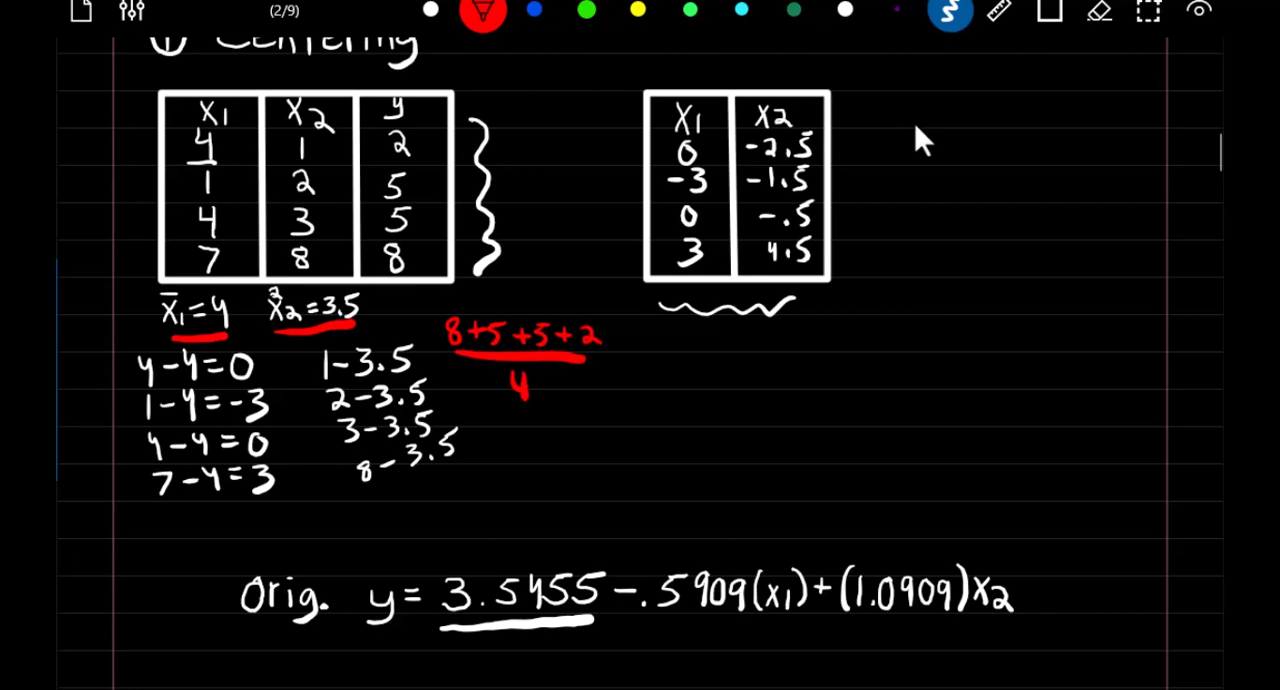 (2/9)
① Centering
x1 x2 y
4 1 2
1 2 5
4 3 5
7 8 8
x1 x2
0 -2.5
-3 -1.5
0 -.5
3 4.5
x̄1=4 x̄2=3.5
8+5+5+2
4
4-4=0 1-3.5
1-4=-3 2-3.5
4-4=0 3-3.5
7-4=3 8-3.5
Orig. y= 3.5455 -.5909(x1)+(1.0909)x2